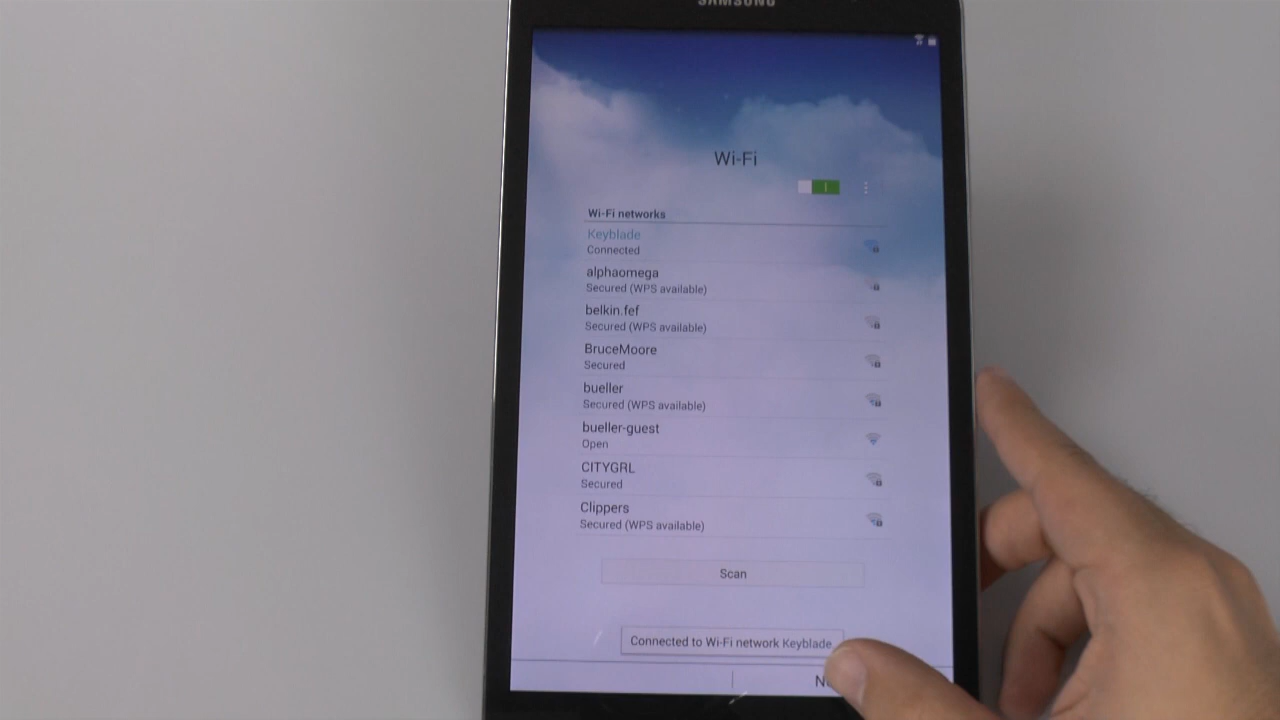 SAMSUNG
Wi-Fi
Wi-Fi networks
Keyblade
Connected
alphaomega
Secured (WPS available)
belkin.fef
Secured (WPS available)
BruceMoore
Secured
bueller
Secured (WPS available)
bueller-guest
Open
CITYGRL
Secured
Clippers
Secured (WPS available)
Scan
Connected to Wi-Fi network Keyblade